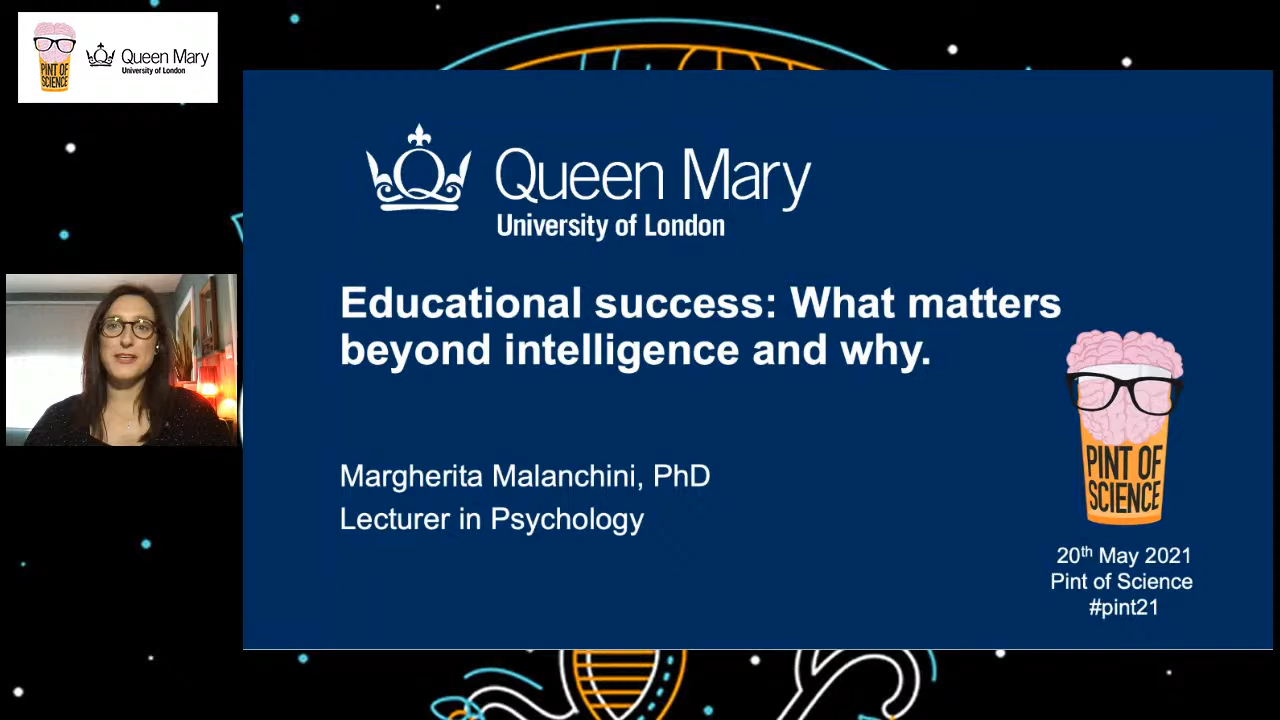 PINT OF
SCIENCE
Queen Mary
University of London
Queen Mary
University of London
Educational success: What matters
beyond intelligence and why.
Margherita Malanchini, PhD
Lecturer in Psychology
PINT OF
SCIENCE
20th May 2021
Pint of Science
#pint21